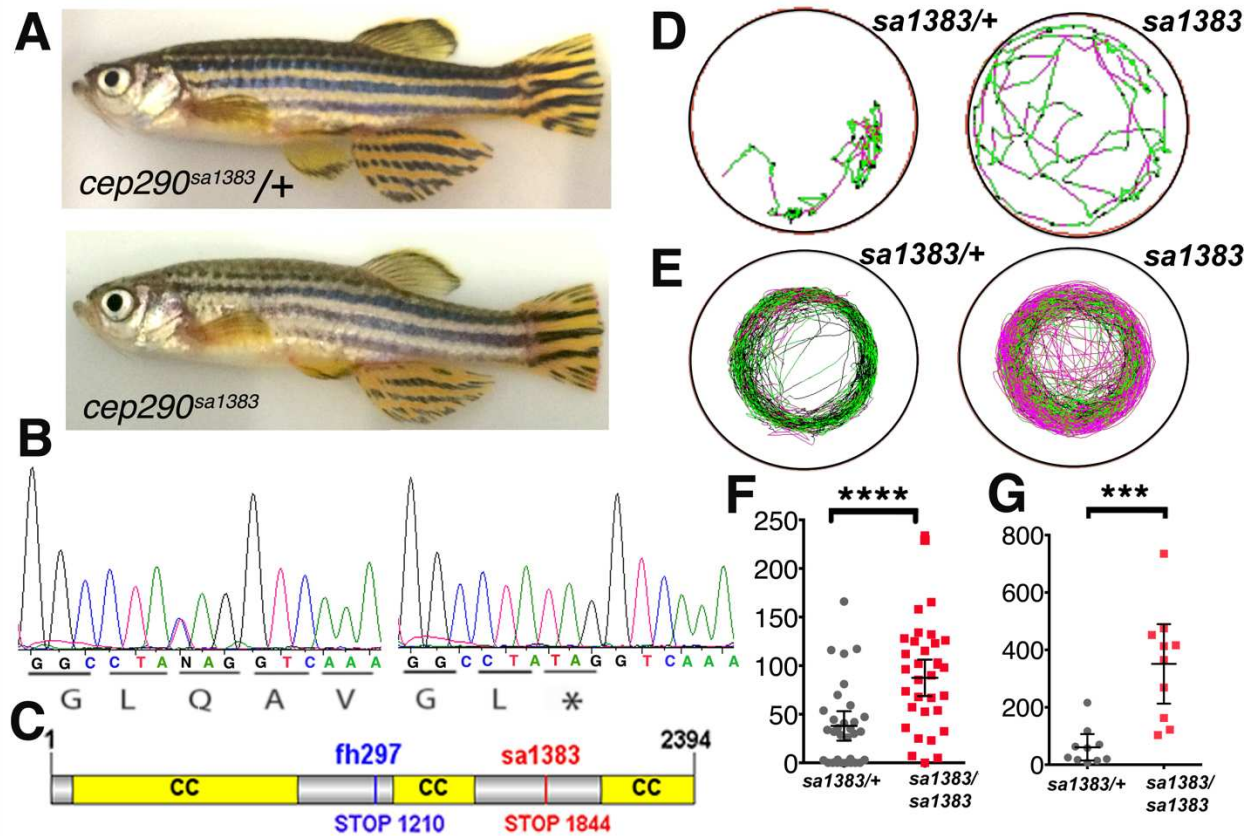 A
cep290sa1383/+
cep290sa1383
B
G G C C T A N A G G T C A A A
G L Q A V
G G C C T A T A G G T C A A A
G L *
C
1
fh297
sa1383
2394
CC
CC
CC
STOP 1210
STOP 1844
D
sa1383/+
sa1383
E
sa1383/+
sa1383
F
****
250
200
150
100
50
0
sa1383/+
sa1383/
sa1383
G
***
800
600
400
200
0
sa1383/+
sa1383/
sa1383